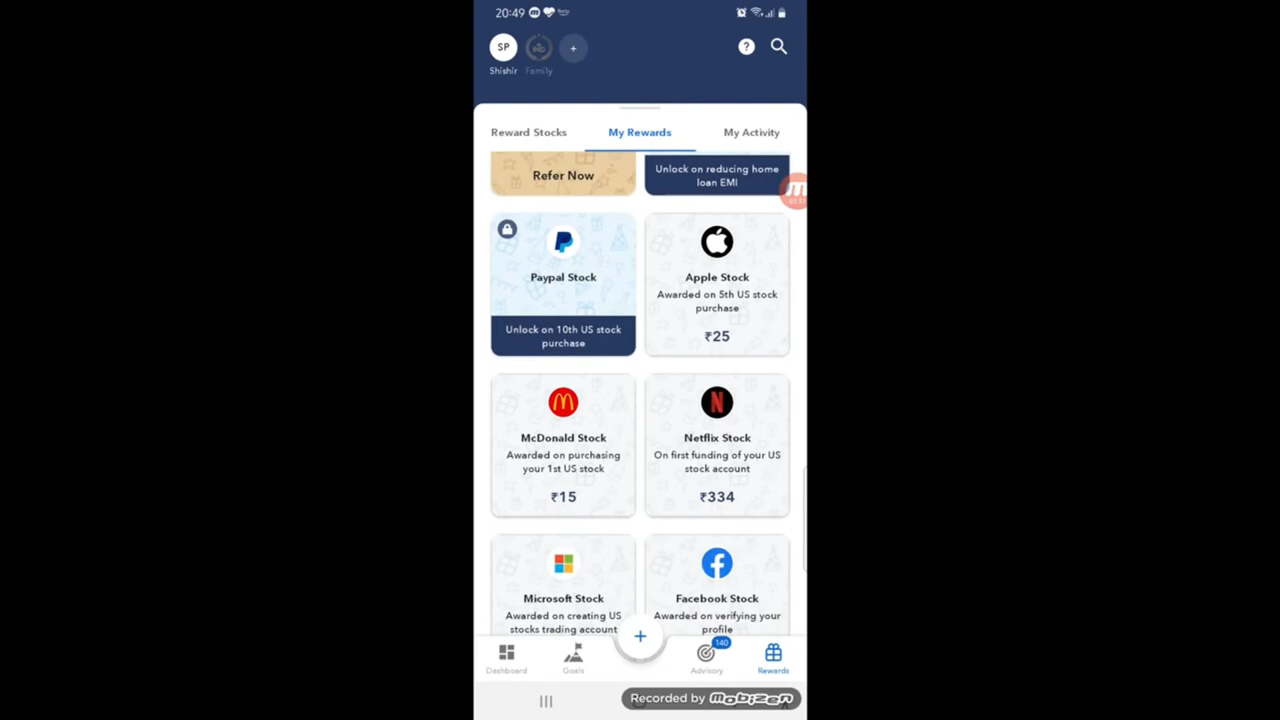 20:49
SP
Shishir
Family
+
?
Reward Stocks
My Rewards
My Activity
Refer Now
Unlock on reducing home
loan EMI
Paypal Stock
Unlock on 10th US stock
purchase
Apple Stock
Awarded on 5th US stock
purchase
₹25
McDonald Stock
Awarded on purchasing
your 1st US stock
₹15
Netflix Stock
On first funding of your US
stock account
₹334
Microsoft Stock
Awarded on creating US
stocks trading account
Facebook Stock
Awarded on verifying your
profile
+
Dashboard
Goals
140
Advisory
Rewards
Recorded by mobizen